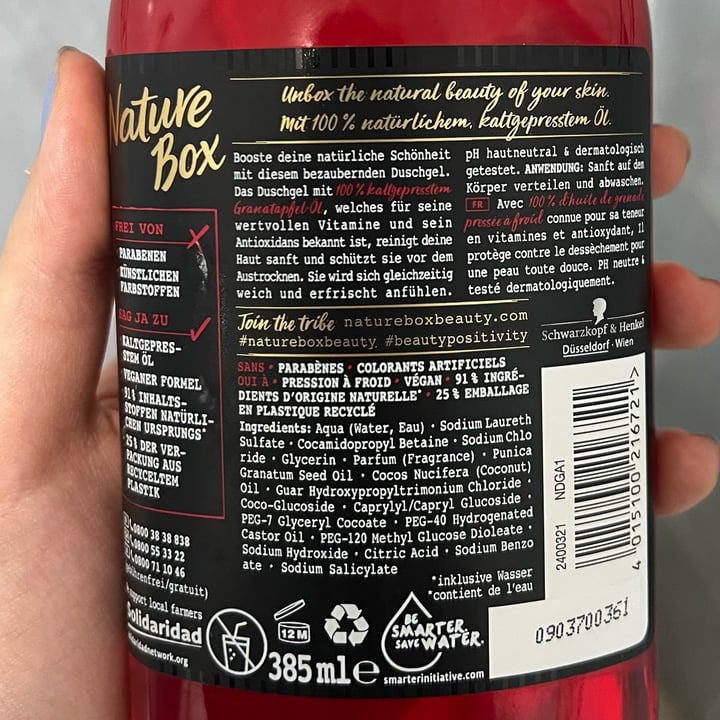 Nature
Box
Unbox the natural beauty of your skin.
Mit 100 % natürlichem, kaltgepresstem Öl.
Booste deine natürliche Schönheit
mit diesem bezaubernden Duschgel.
Das Duschgel mit 100 % kaltgepresstem
Granatapfel-Öl, welches für seine
wertvollen Vitamine und sein
Antioxidans bekannt ist, reinigt deine
Haut sanft und schützt sie vor dem
Austrocknen. Sie wird sich gleichzeitig
weich und erfrischt anfühlen.
pH hautneutral & dermatologisch
getestet. ANWENDUNG: Sanft auf dem
Körper verteilen und abwaschen.
FR Avec 100 % d'huile de grenade
pressée à froid connue pour sa teneur
en vitamines et antioxydant, Il
protège contre le dessèchement pour
une peau toute douce. PH neutre &
testé dermatologiquement.
FREI VON
PARABENEN
KÜNSTLICHEN
FARBSTOFFEN
SAG JA ZU
KALTGEPRES-
STEM ÖL
VEGANER FORMEL
91 % INHALTS-
STOFFEN NATÜRLI-
CHEN URSPRUNGS*
25 % DER VER-
PACKUNG AUS
RECYCELTEM
PLASTIK
Join the tribe natureboxbeauty.com
#natureboxbeauty #beautypositivity
Schwarzkopf & Henkel
Düsseldorf · Wien
SANS • PARABÈNES • COLORANTS ARTIFICIELS
OUI À • PRESSION À FROID • VÉGAN • 91 % INGRÉ-
DIENTS D'ORIGINE NATURELLE* • 25 % EMBALLAGE
EN PLASTIQUE RECYCLÉ
Ingredients: Aqua (Water, Eau) · Sodium Laureth
Sulfate · Cocamidopropyl Betaine · Sodium Chlo
ride · Glycerin · Parfum (Fragrance) · Punica
Granatum Seed Oil · Cocos Nucifera (Coconut)
Oil · Guar Hydroxypropyltrimonium Chloride ·
Coco-Glucoside · Caprylyl/Capryl Glucoside ·
PEG-7 Glyceryl Cocoate · PEG-40 Hydrogenated
Castor Oil · PEG-120 Methyl Glucose Dioleate ·
Sodium Hydroxide · Citric Acid · Sodium Benzo
ate · Sodium Salicylate
*inklusive Wasser
*contient de l'eau
0800 38 38 838
0800 55 33 22
0800 71 10 46
(gebührenfrei/gratuit)
support local farmers
Solidaridad
solidaridadnetwork.org
12 M
385 ml e
BE
SMARTER.
SAVE WATER.
smarterinitiative.com
2400321 NDGA1
4 015100 216721 >
0903700361